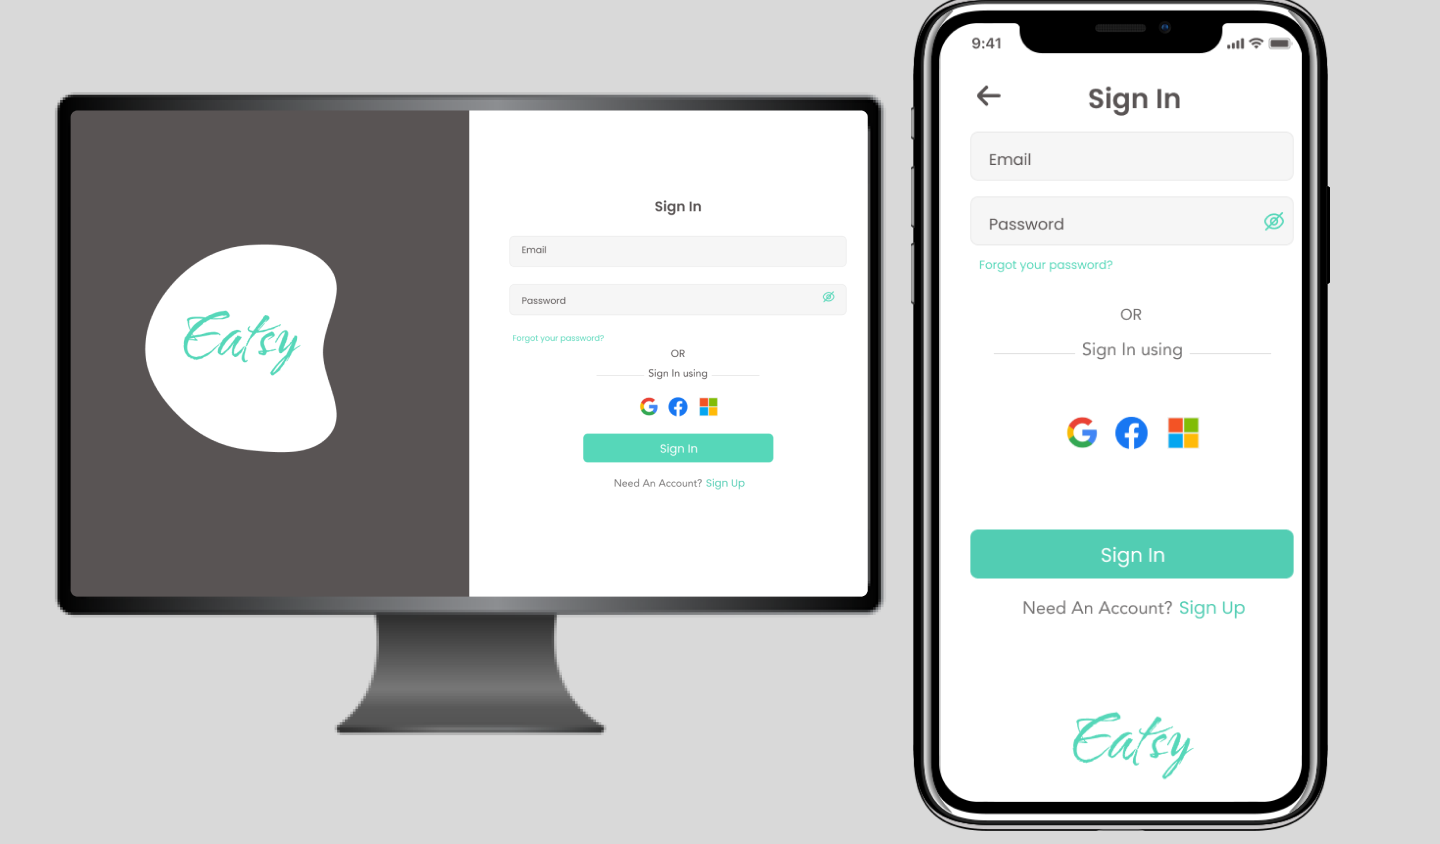 Eatsy
Sign In
Email
Password
Forgot your password?
OR
Sign In using
Sign In
Need An Account? Sign Up
9:41
Sign In
Email
Password
Forgot your password?
OR
Sign In using
Sign In
Need An Account? Sign Up
Eatsy